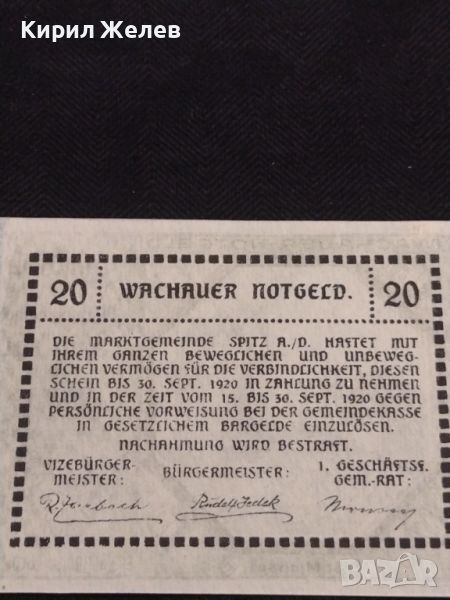 Кирил Желев
20 WACHAUER NOTGELD. 20
DIE MARKTGEMEINDE SPITZ A./D. HAFTET MIT
IHREM GANZEN BEWEGLICHEN UND UNBEWEG-
LICHEN VERMÖGEN FÜR DIE VERBINDLICHKEIT, DIESEN
SCHEIN BIS 30. SEPT. 1920 IN ZAHLUNG ZU NEHMEN
UND IN DER ZEIT VOM 15. BIS 30. SEPT. 1920 GEGEN
PERSÖNLICHE VORWEISUNG BEI DER GEMEINDEKASSE
IN GESETZLICHEM BARGELDE EINZULÖSEN.
NACHAHMUNG WIRD BESTRAFT.
VIZEBÜRGER-
MEISTER:
BÜRGERMEISTER:
1. GESCHÄFTSF.
GEM.-RAT:
BAZAR